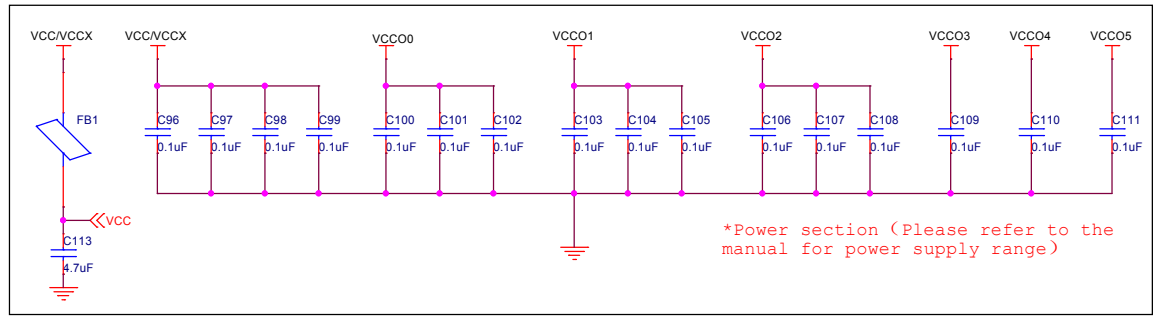 VCC/VCCX VCC/VCCX VCCO0 VCCO1 VCCO2 VCCO3 VCCO4 VCCO5
FB1 C96 C97 C98 C99 C100 C101 C102 C103 C104 C105 C106 C107 C108 C109 C110 C111
0.1uF 0.1uF 0.1uF 0.1uF 0.1uF 0.1uF 0.1uF 0.1uF 0.1uF 0.1uF 0.1uF 0.1uF 0.1uF 0.1uF 0.1uF 0.1uF
VCC
C113
4.7uF
*Power section（Please refer to the
manual for power supply range）